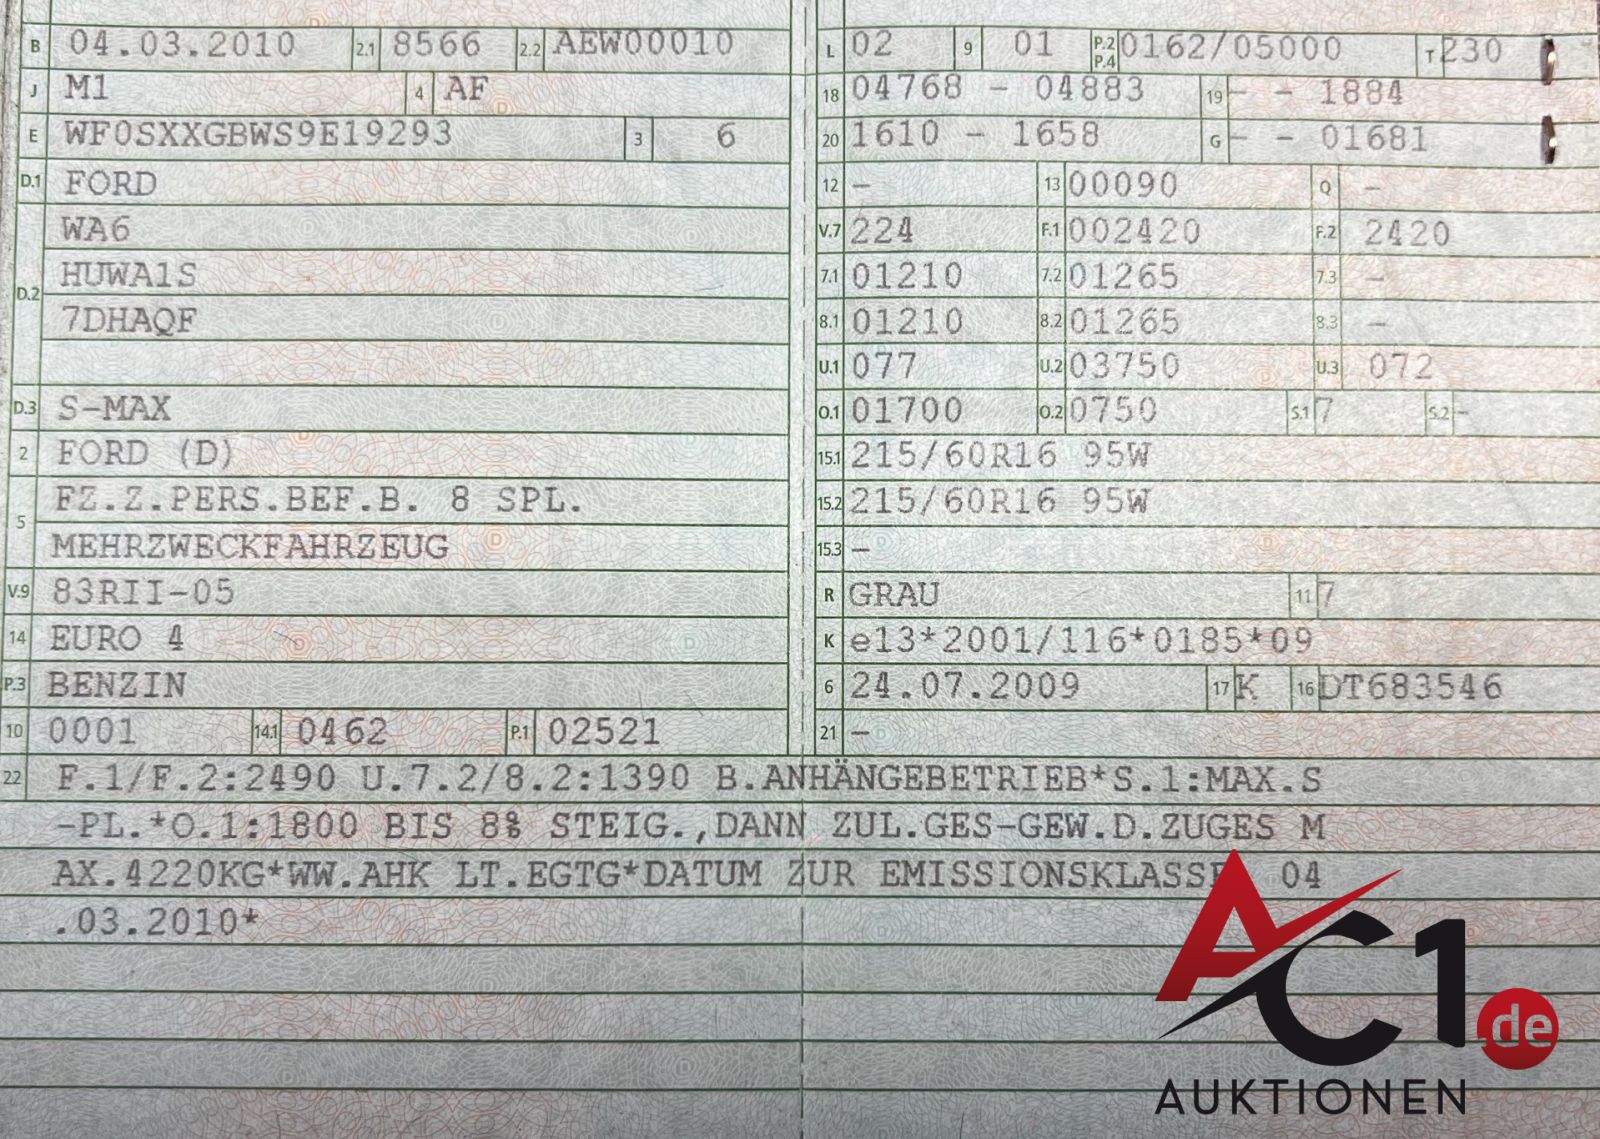 B 04.03.2010 2.1 8566 2.2 AEW00010
J M1 4 AF
E WF0SXXGBWS9E19293 3 6
D.1 FORD
D.2 WA6
HUWA1S
7DHAQF
D.3 S-MAX
2 FORD (D)
5 FZ.Z.PERS.BEF.B. 8 SPL.
MEHRZWECKFAHRZEUG
V.9 83RII-05
14 EURO 4
P.3 BENZIN
10 0001 14.1 0462 P.1 02521
L 02 9 01 P.2 P.4 0162/05000 T 230
18 04768 - 04883 19 - - 1884
20 1610 - 1658 G - - 01681
12 - 13 00090 Q -
V.7 224 F.1 002420 F.2 2420
7.1 01210 7.2 01265 7.3 -
8.1 01210 8.2 01265 8.3 -
U.1 077 U.2 03750 U.3 072
O.1 01700 O.2 0750 S.1 7 S.2 -
15.1 215/60R16 95W
15.2 215/60R16 95W
15.3 -
R GRAU 11 7
K e13*2001/116*0185*09
6 24.07.2009 17 K 16 DT683546
21 -
22 F.1/F.2:2490 U.7.2/8.2:1390 B.ANHÄNGEBETRIEB*S.1:MAX.S
-PL.*O.1:1800 BIS 8% STEIG.,DANN ZUL.GES-GEW.D.ZUGES M
AX.4220KG*WW.AHK LT.EGTG*DATUM ZUR EMISSIONSKLASSE 04
.03.2010*
AC1.de
AUKTIONEN